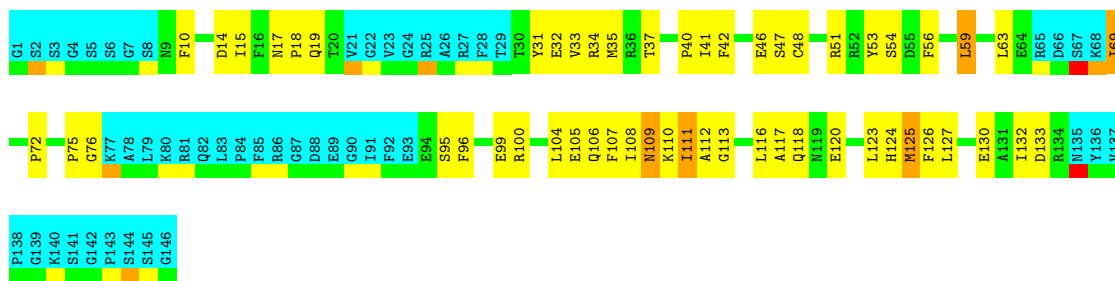 G1 S2 S3 G4 S5 S6 G7 S8 N9 F10 D14 I15 F16 N17 P18 Q19 T20 V21 G22 V23 G24 R25 A26 R27 F28 T29 T30 Y31 E32 V33 R34 M35 R36 T37 P40 I41 F42 E46 S47 C48 R51 R52 Y53 S54 D55 F56 L59 L63 E64 R65 D66 S67 K68 I69
P72 P75 G76 K77 A78 L79 K80 R81 Q82 L83 P84 F85 R86 G87 D88 E89 G90 I91 F92 E93 E94 S95 F96 E99 R100 L104 E105 Q106 F107 I108 N109 K110 I111 A112 G113 L116 A117 Q118 N119 E120 L123 H124 M125 F126 L127 E130 A131 I132 D133 R134 N135 Y136 V137
P138 G139 K140 S141 G142 P143 S144 S145 G146